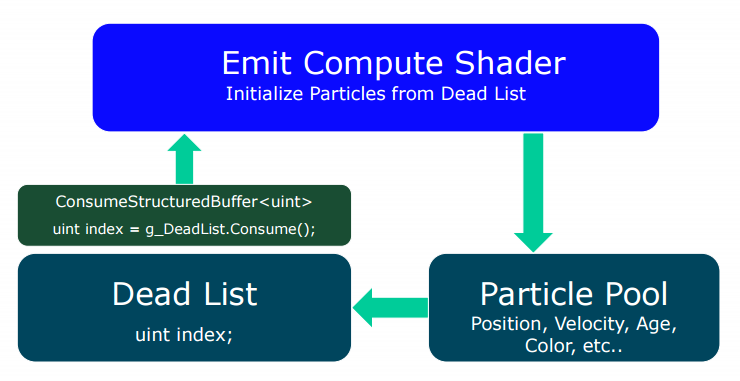 Emit Compute Shader
Initialize Particles from Dead List
ConsumeStructuredBuffer<uint>
uint index = g_DeadList.Consume();
Dead List
uint index;
Particle Pool
Position, Velocity, Age,
Color, etc..